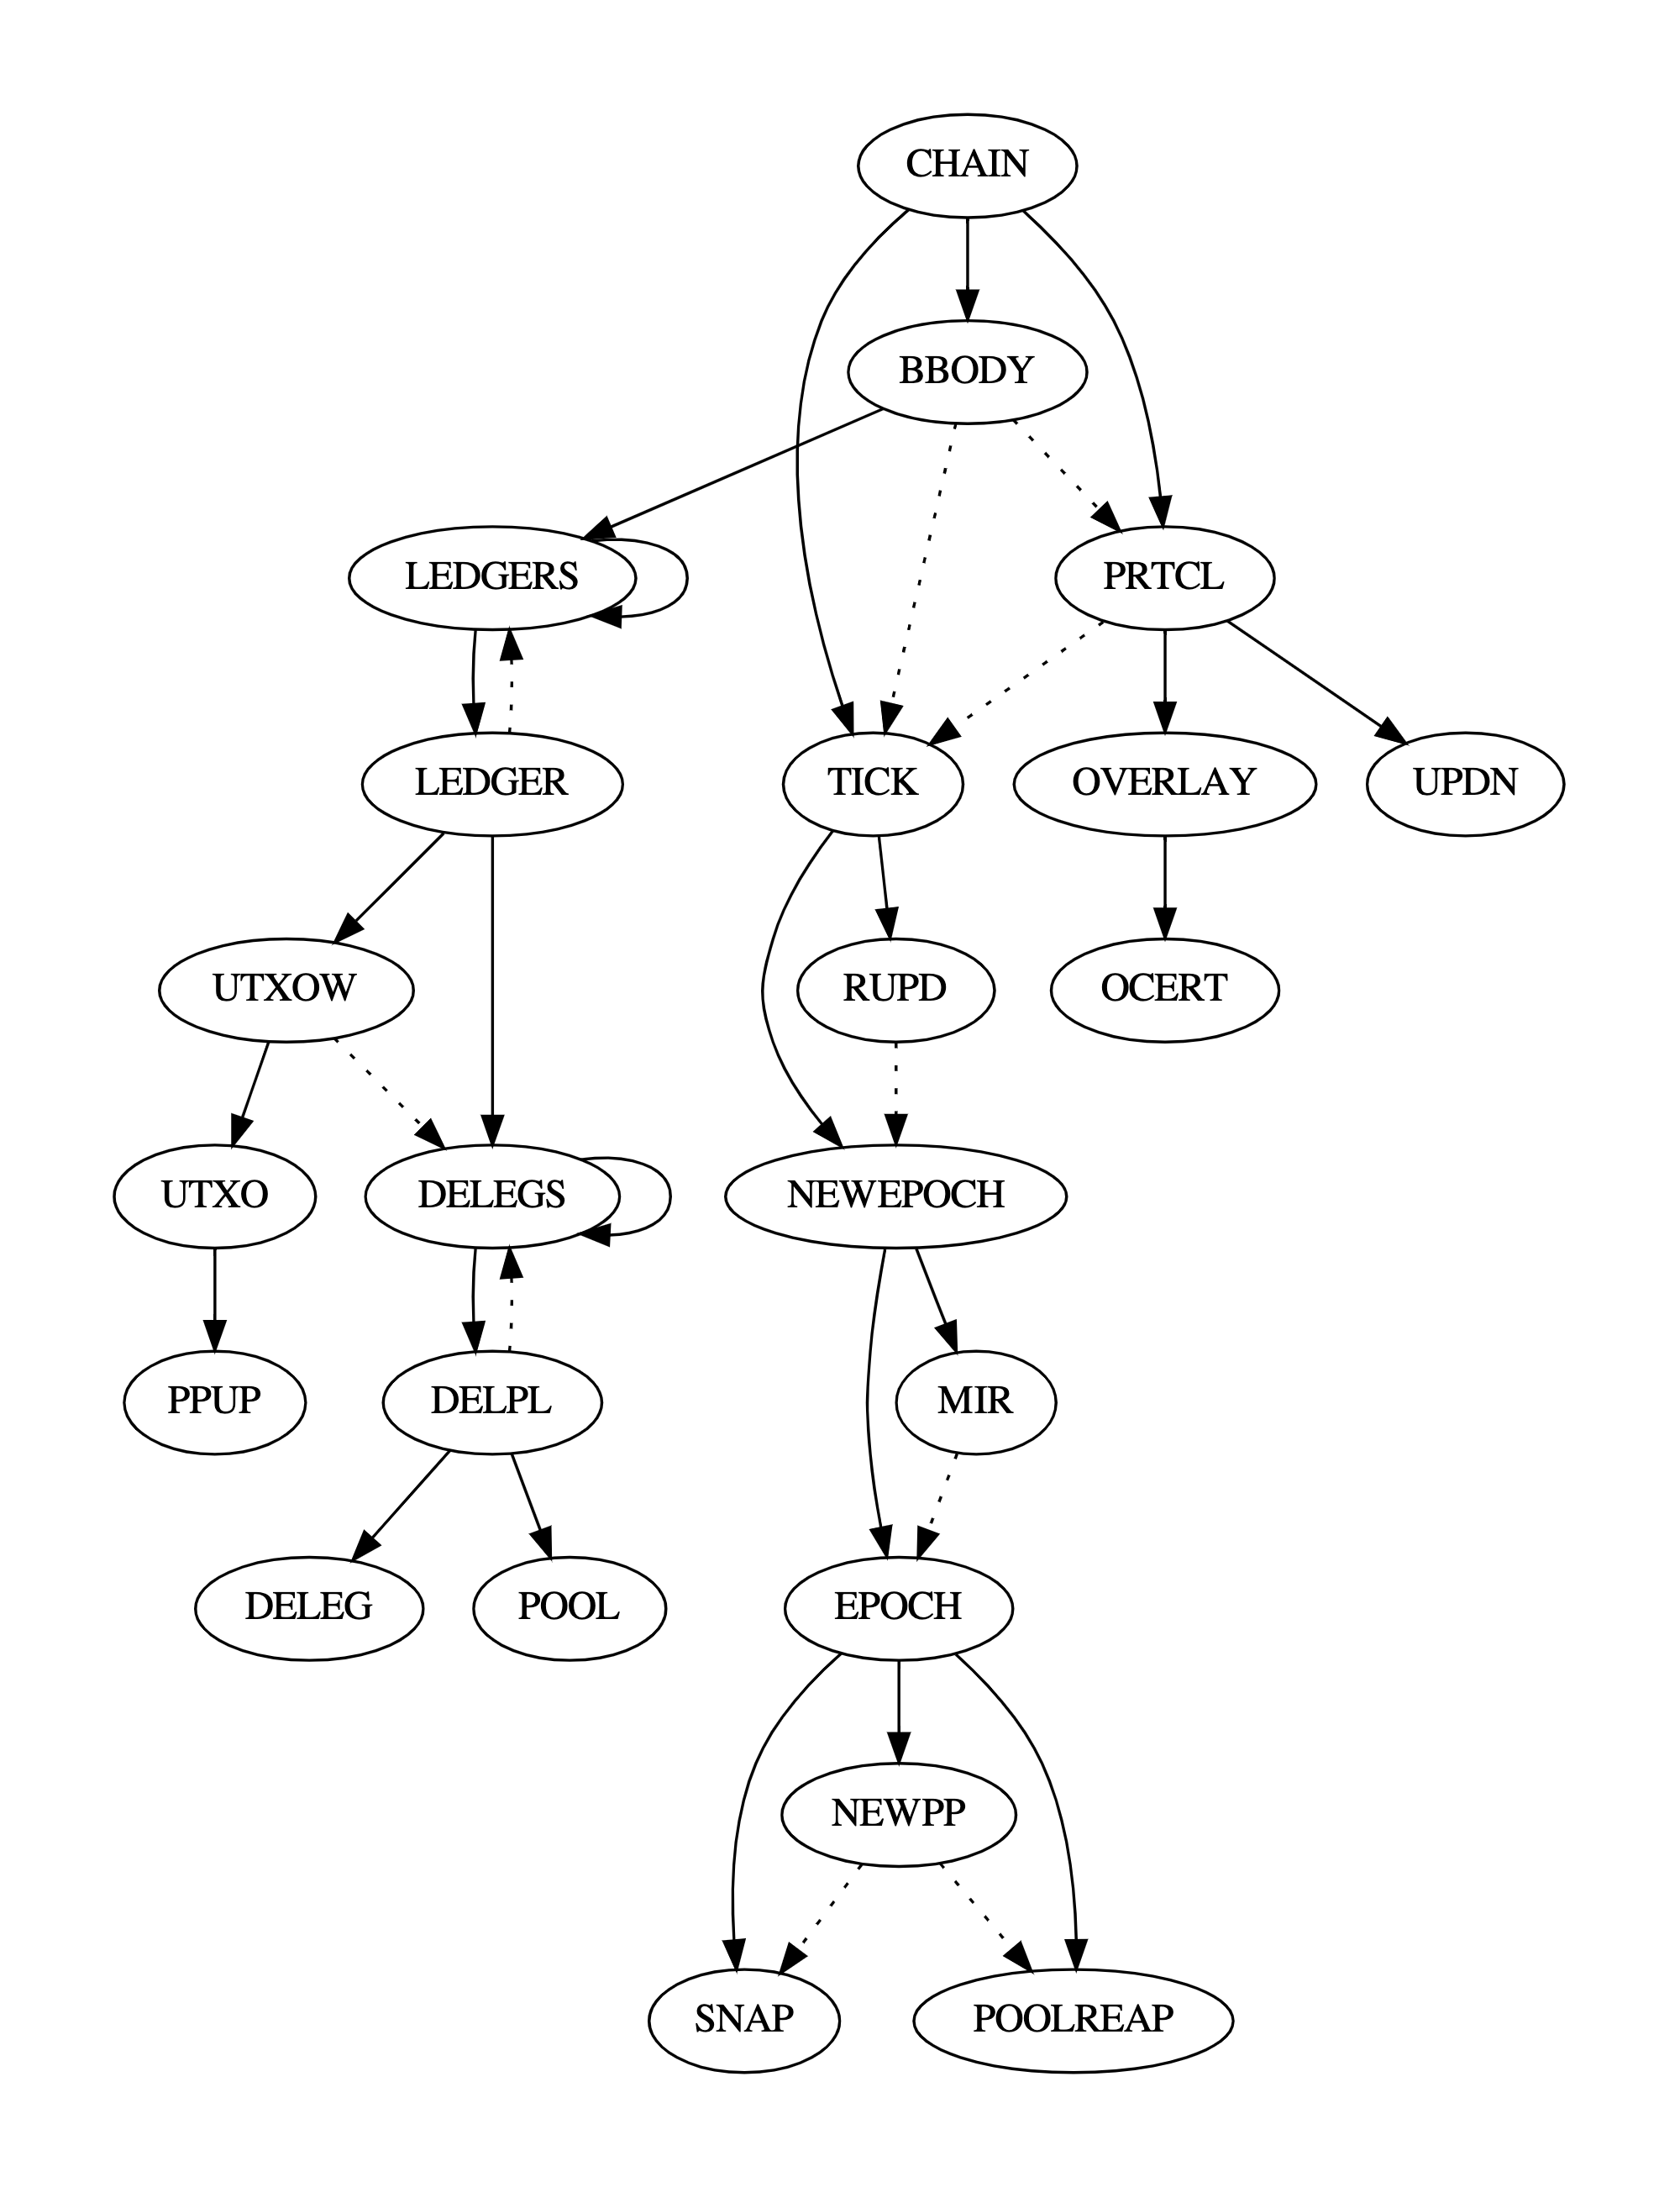 CHAIN
BBODY
LEDGERS
PRTCL
LEDGER
TICK
OVERLAY
UPDN
UTXOW
RUPD
OCERT
UTXO
DELEGS
NEWEPOCH
PPUP
DELPL
MIR
DELEG
POOL
EPOCH
NEWPP
SNAP
POOLREAP